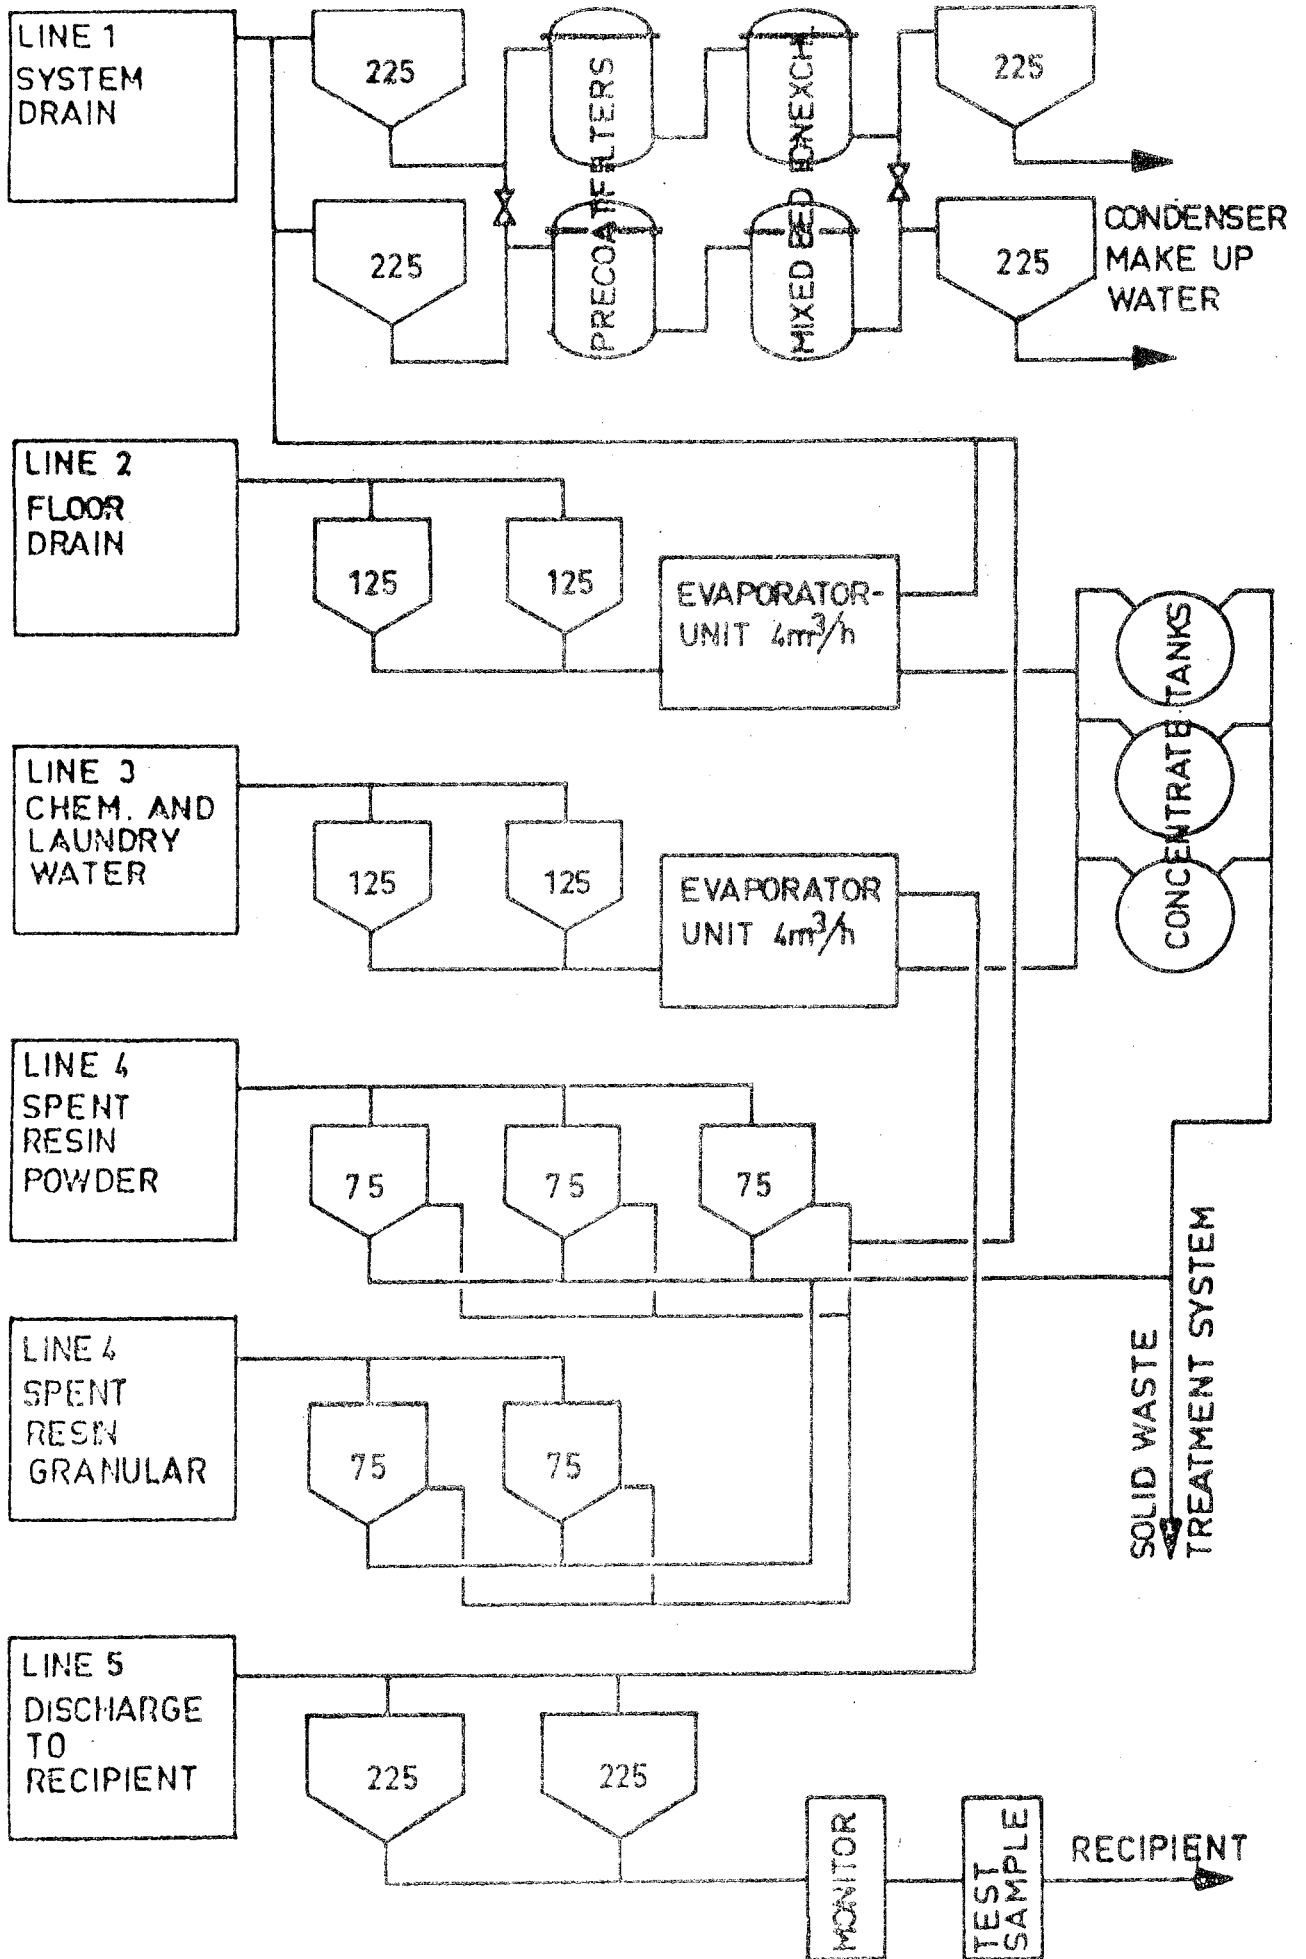 LINE 1
SYSTEM
DRAIN
225
225
PRECOAT FILTERS
MIXED BED IONEXCH.
225
225
CONDENSER
MAKE UP
WATER
LINE 2
FLOOR
DRAIN
125
125
EVAPORATOR-
UNIT 4m³/h
CONCENTRATE TANKS
LINE 3
CHEM. AND
LAUNDRY
WATER
125
125
EVAPORATOR
UNIT 4m³/h
LINE 4
SPENT
RESIN
POWDER
75
75
75
SOLID WASTE
TREATMENT SYSTEM
LINE 4
SPENT
RESIN
GRANULAR
75
75
LINE 5
DISCHARGE
TO
RECIPIENT
225
225
MONITOR
TEST
SAMPLE
RECIPIENT